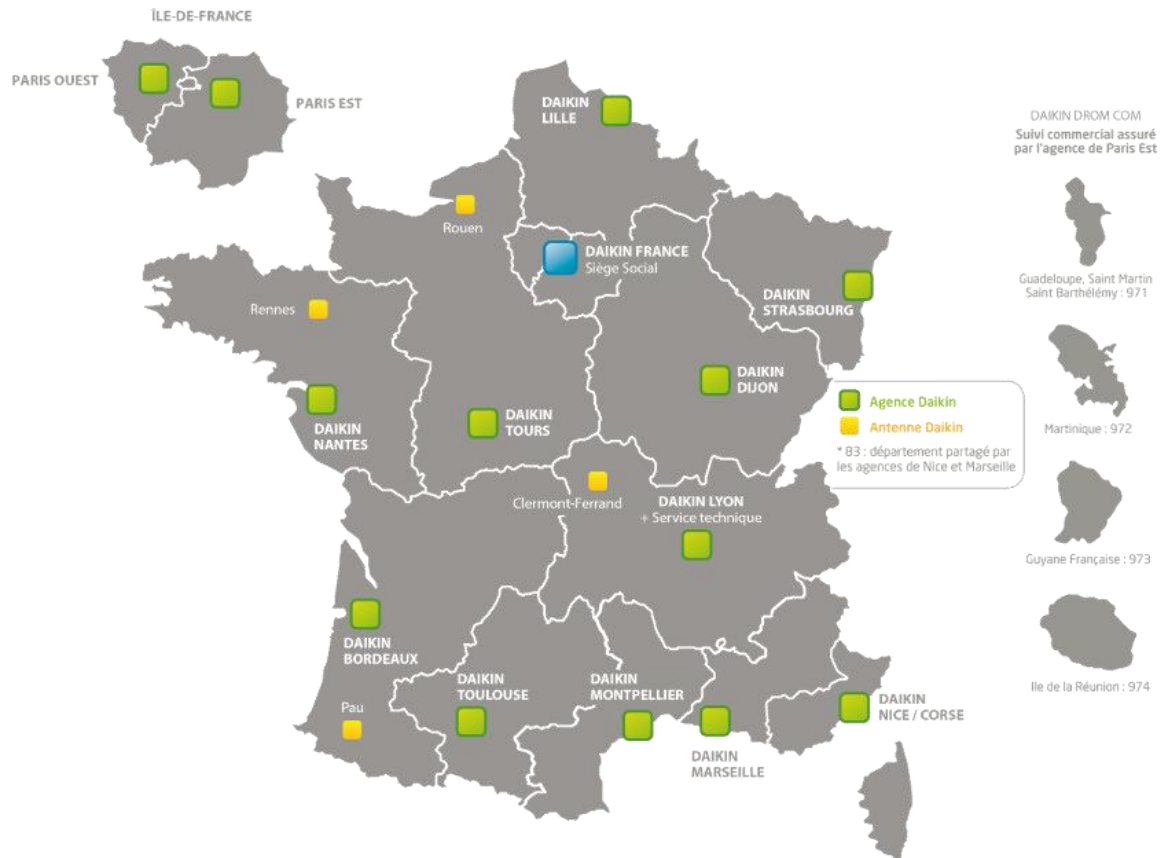 ÎLE-DE-FRANCE
PARIS OUEST
PARIS EST
DAIKIN
LILLE
Rouen
DAIKIN FRANCE
Siège Social
DAIKIN
STRASBOURG
Rennes
DAIKIN
DIJON
DAIKIN
NANTES
DAIKIN
TOURS
Clermont-Ferrand
DAIKIN LYON
+ Service technique
DAIKIN
BORDEAUX
DAIKIN
TOULOUSE
DAIKIN
MONTPELLIER
Pau
DAIKIN
MARSEILLE
DAIKIN
NICE / CORSE
Agence Daikin
Antenne Daikin
* 83 : département partagé par
les agences de Nice et Marseille
DAIKIN DROM COM
Suivi commercial assuré
par l'agence de Paris Est
Guadeloupe, Saint Martin
Saint Barthélémy : 971
Martinique : 972
Guyane Française : 973
Ile de la Réunion : 974